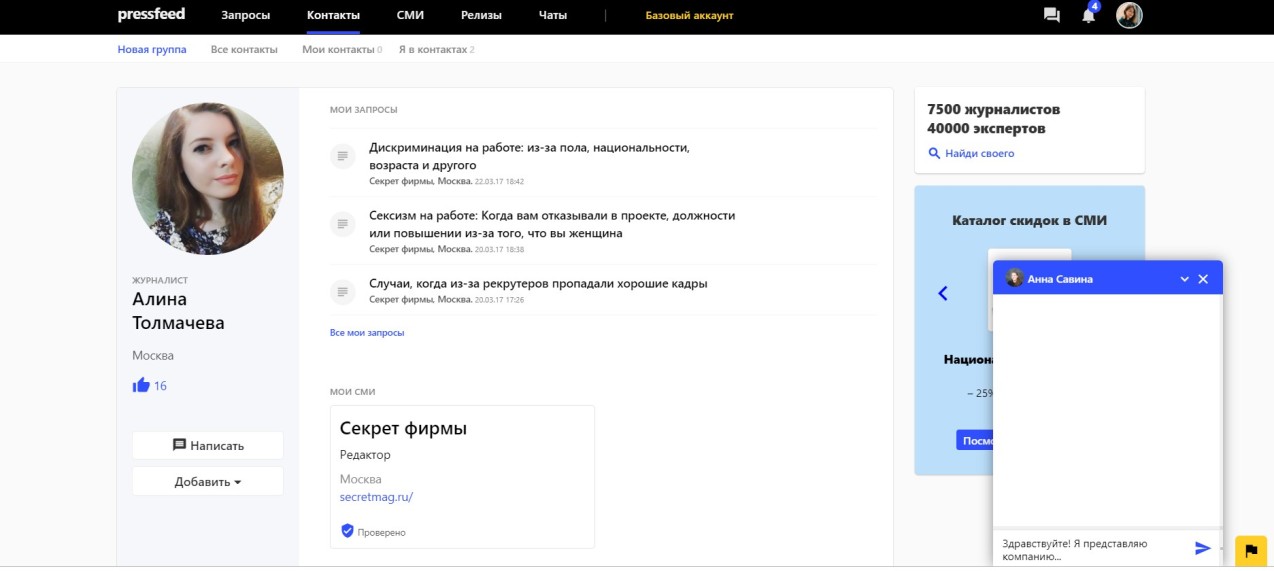 pressfeed Запросы Контакты СМИ Релизы Чаты Базовый аккаунт 4
Новая группа Все контакты Мои контакты 0 Я в контактах 2
ЖУРНАЛИСТ
Алина
Толмачева
Москва
16
Написать
Добавить
МОИ ЗАПРОСЫ
Дискриминация на работе: из-за пола, национальности,
возраста и другого
Секрет фирмы, Москва. 22.03.17 18:42
Сексизм на работе: Когда вам отказывали в проекте, должности
или повышении из-за того, что вы женщина
Секрет фирмы, Москва. 20.03.17 18:38
Случаи, когда из-за рекрутеров пропадали хорошие кадры
Секрет фирмы, Москва. 20.03.17 17:26
Все мои запросы
МОИ СМИ
Секрет фирмы
Редактор
Москва
secretmag.ru/
Проверено
7500 журналистов
40000 экспертов
Найди своего
Каталог скидок в СМИ
– 25%
Анна Савина
Здравствуйте! Я представляю
компанию...